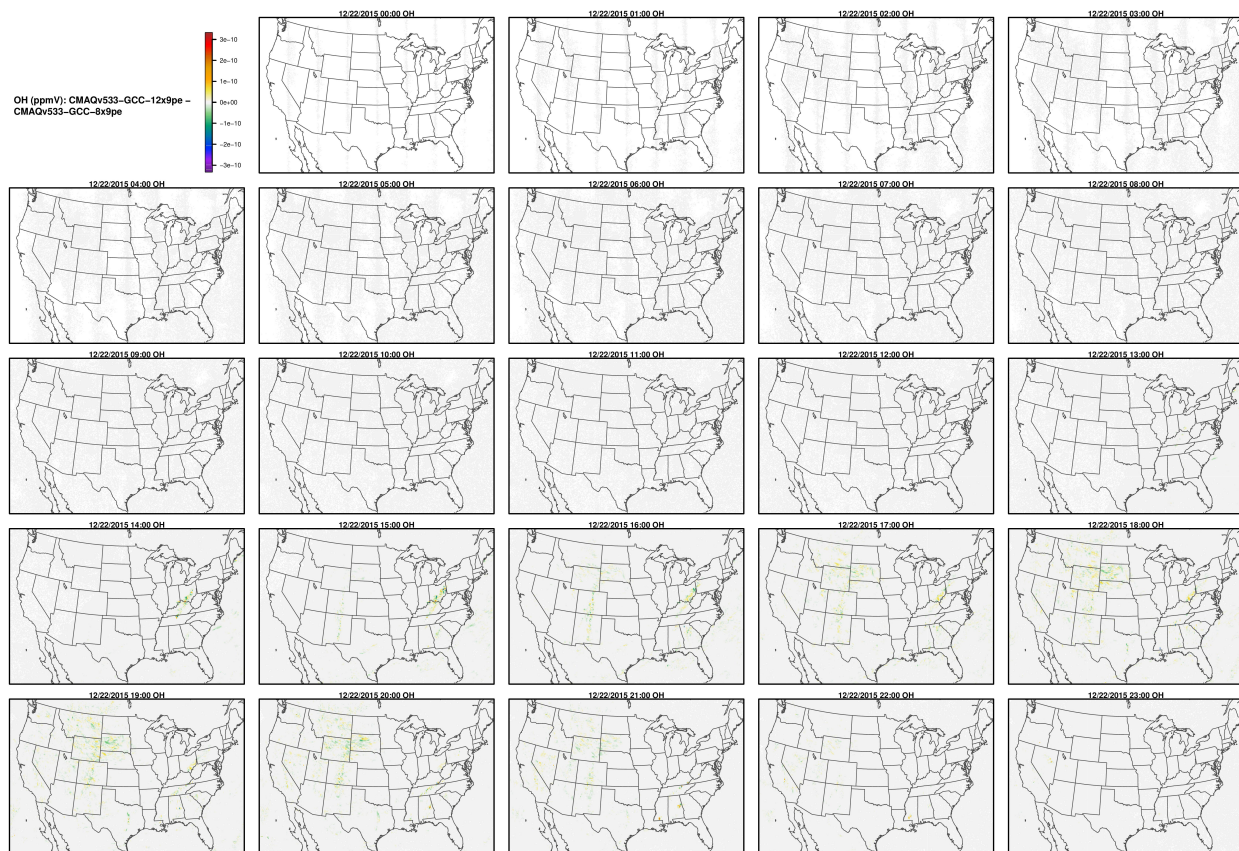 12/22/2015 00:00 OH
12/22/2015 01:00 OH
12/22/2015 02:00 OH
12/22/2015 03:00 OH
3e−10
2e−10
1e−10
0e+00
−1e−10
−2e−10
−3e−10
OH (ppmV): CMAQv533−GCC−12x9pe −
CMAQv533−GCC−8x9pe
12/22/2015 04:00 OH
12/22/2015 05:00 OH
12/22/2015 06:00 OH
12/22/2015 07:00 OH
12/22/2015 08:00 OH
12/22/2015 09:00 OH
12/22/2015 10:00 OH
12/22/2015 11:00 OH
12/22/2015 12:00 OH
12/22/2015 13:00 OH
12/22/2015 14:00 OH
12/22/2015 15:00 OH
12/22/2015 16:00 OH
12/22/2015 17:00 OH
12/22/2015 18:00 OH
12/22/2015 19:00 OH
12/22/2015 20:00 OH
12/22/2015 21:00 OH
12/22/2015 22:00 OH
12/22/2015 23:00 OH